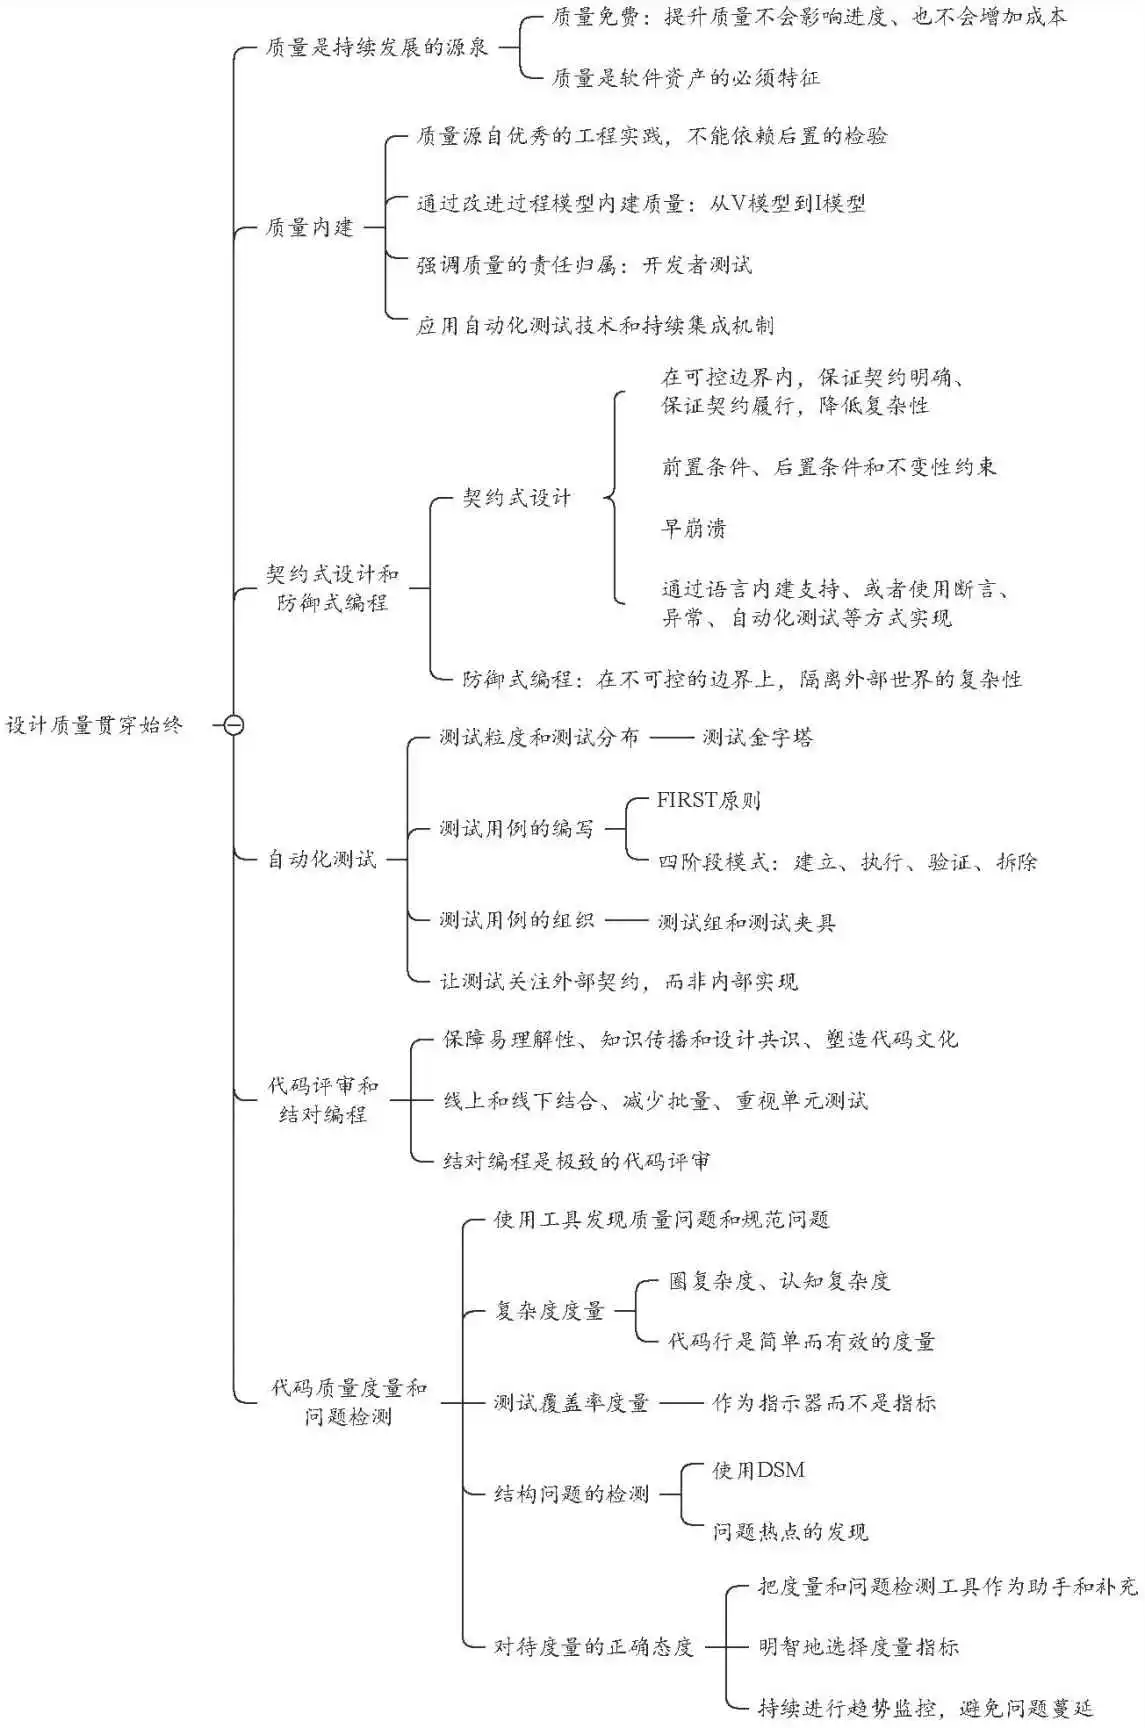 质量免费：提升质量不会影响进度、也不会增加成本
质量是持续发展的源泉
质量是软件资产的必须特征
质量源自优秀的工程实践，不能依赖后置的检验
通过改进过程模型内建质量：从V模型到I模型
质量内建
强调质量的责任归属：开发者测试
应用自动化测试技术和持续集成机制
在可控边界内，保证契约明确、
保证契约履行，降低复杂性
前置条件、后置条件和不变性约束
契约式设计
早崩溃
契约式设计和
防御式编程
通过语言内建支持、或者使用断言、
异常、自动化测试等方式实现
防御式编程：在不可控的边界上，隔离外部世界的复杂性
设计质量贯穿始终
测试粒度和测试分布
测试金字塔
FIRST原则
测试用例的编写
四阶段模式：建立、执行、验证、拆除
自动化测试
测试用例的组织
测试组和测试夹具
让测试关注外部契约，而非内部实现
保障易理解性、知识传播和设计共识、塑造代码文化
代码评审和
结对编程
线上和线下结合、减少批量、重视单元测试
结对编程是极致的代码评审
使用工具发现质量问题和规范问题
圈复杂度、认知复杂度
复杂度度量
代码行是简单而有效的度量
代码质量度量和
问题检测
测试覆盖率度量
作为指示器而不是指标
使用DSM
结构问题的检测
问题热点的发现
把度量和问题检测工具作为助手和补充
对待度量的正确态度
明智地选择度量指标
持续进行趋势监控，避免问题蔓延